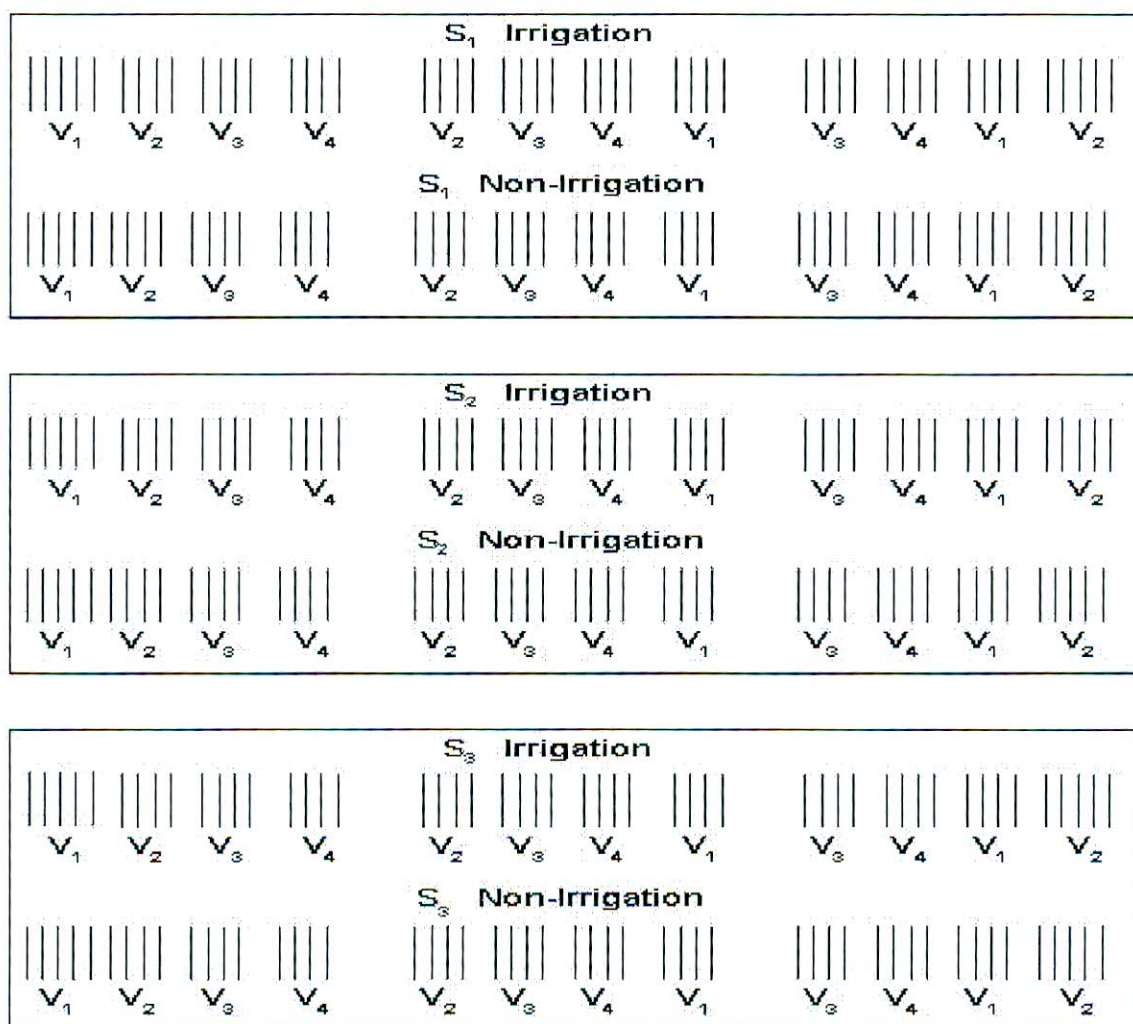 S₁ Irrigation
V₁ V₂ V₃ V₄ V₂ V₃ V₄ V₁ V₃ V₄ V₁ V₂
S₁ Non-Irrigation
V₁ V₂ V₃ V₄ V₂ V₃ V₄ V₁ V₃ V₄ V₁ V₂
S₂ Irrigation
V₁ V₂ V₃ V₄ V₂ V₃ V₄ V₁ V₃ V₄ V₁ V₂
S₂ Non-Irrigation
V₁ V₂ V₃ V₄ V₂ V₃ V₄ V₁ V₃ V₄ V₁ V₂
S₃ Irrigation
V₁ V₂ V₃ V₄ V₂ V₃ V₄ V₁ V₃ V₄ V₁ V₂
S₃ Non-Irrigation
V₁ V₂ V₃ V₄ V₂ V₃ V₄ V₁ V₃ V₄ V₁ V₂